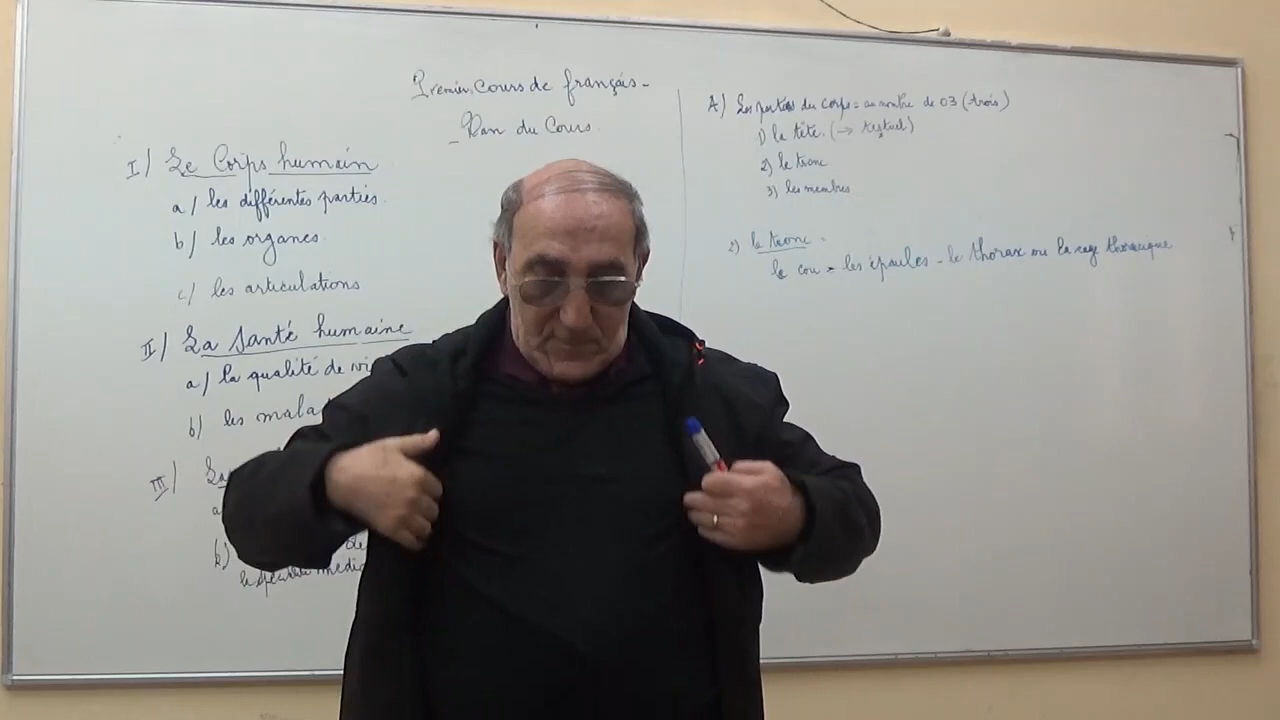 Premier cours de français -
- Plan du Cours.
I/ Le Corps humain
a/ les différentes parties.
b/ les organes.
c/ les articulations
II/ La Santé humaine
a/ la qualité de vi
b/ les malad
III/
a
b)
A) Les parties du corps = au nombre de 03 (trois)
1) la tête. (→ textuel)
2) le tronc
3) les membres
2) le tronc.
le cou - les épaules - le thorax ou la cage thoracique